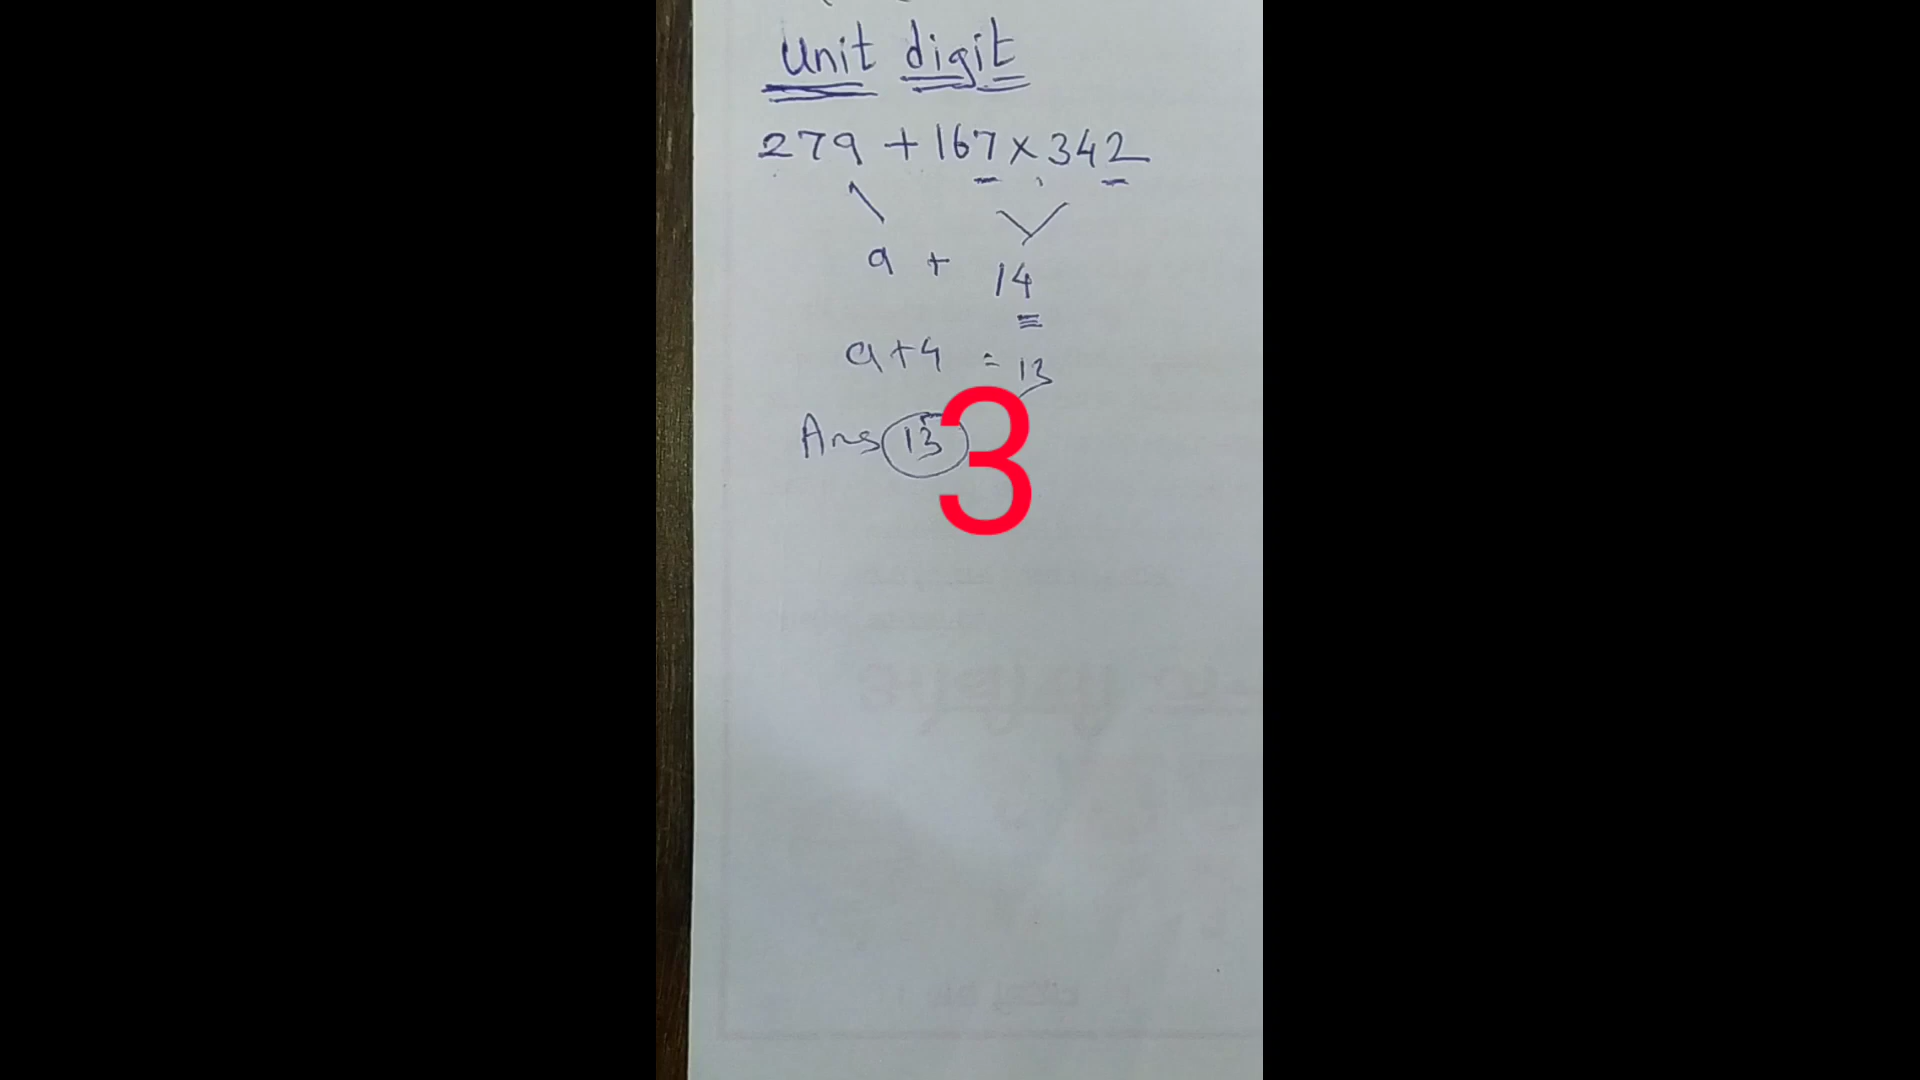 Unit digit
279 + 167 × 342
9 + 14
9+4 = 13
Ans 13
3